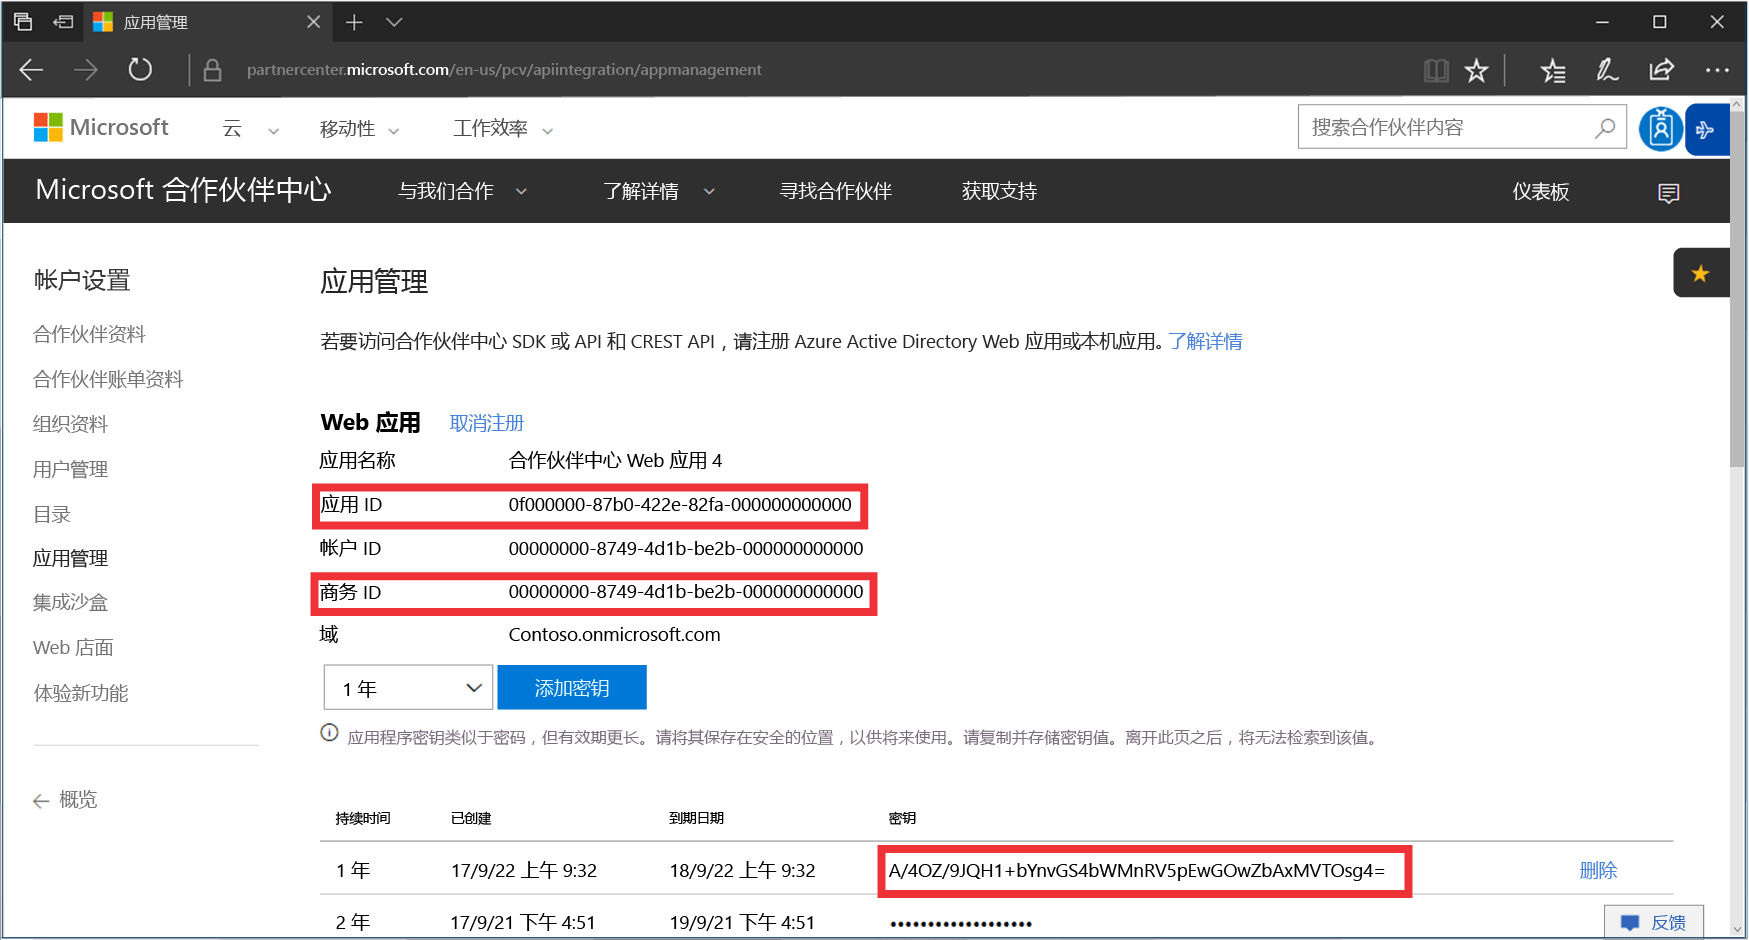 应用管理
partnercenter.microsoft.com/en-us/pcv/apiintegration/appmanagement
Microsoft 云 移动性 工作效率 搜索合作伙伴内容
Microsoft 合作伙伴中心 与我们合作 了解详情 寻找合作伙伴 获取支持 仪表板
帐户设置
合作伙伴资料
合作伙伴账单资料
组织资料
用户管理
目录
应用管理
集成沙盒
Web 店面
体验新功能
概览
应用管理
若要访问合作伙伴中心 SDK 或 API 和 CREST API，请注册 Azure Active Directory Web 应用或本机应用。了解详情
Web 应用 取消注册
应用名称 合作伙伴中心 Web 应用 4
应用 ID 0f000000-87b0-422e-82fa-000000000000
帐户 ID 00000000-8749-4d1b-be2b-000000000000
商务 ID 00000000-8749-4d1b-be2b-000000000000
域 Contoso.onmicrosoft.com
1 年 添加密钥
应用程序密钥类似于密码，但有效期更长。请将其保存在安全的位置，以供将来使用。请复制并存储密钥值。离开此页之后，将无法检索到该值。
持续时间 已创建 到期日期 密钥
1 年 17/9/22 上午 9:32 18/9/22 上午 9:32 A/4OZ/9JQH1+bYnvGS4bWMnRV5pEwGOwZbAxMVTOsg4= 删除
2 年 17/9/21 下午 4:51 19/9/21 下午 4:51 •••••••••••••••••••
反馈